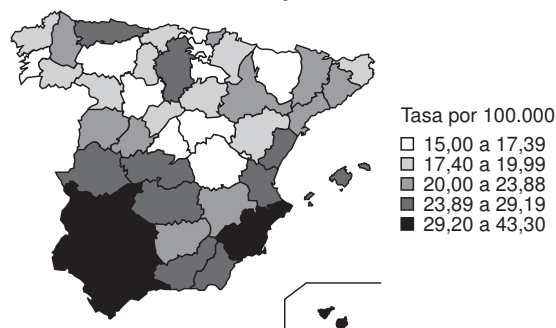 Tasa por 100.000
15,00 a 17,39
17,40 a 19,99
20,00 a 23,88
23,89 a 29,19
29,20 a 43,30